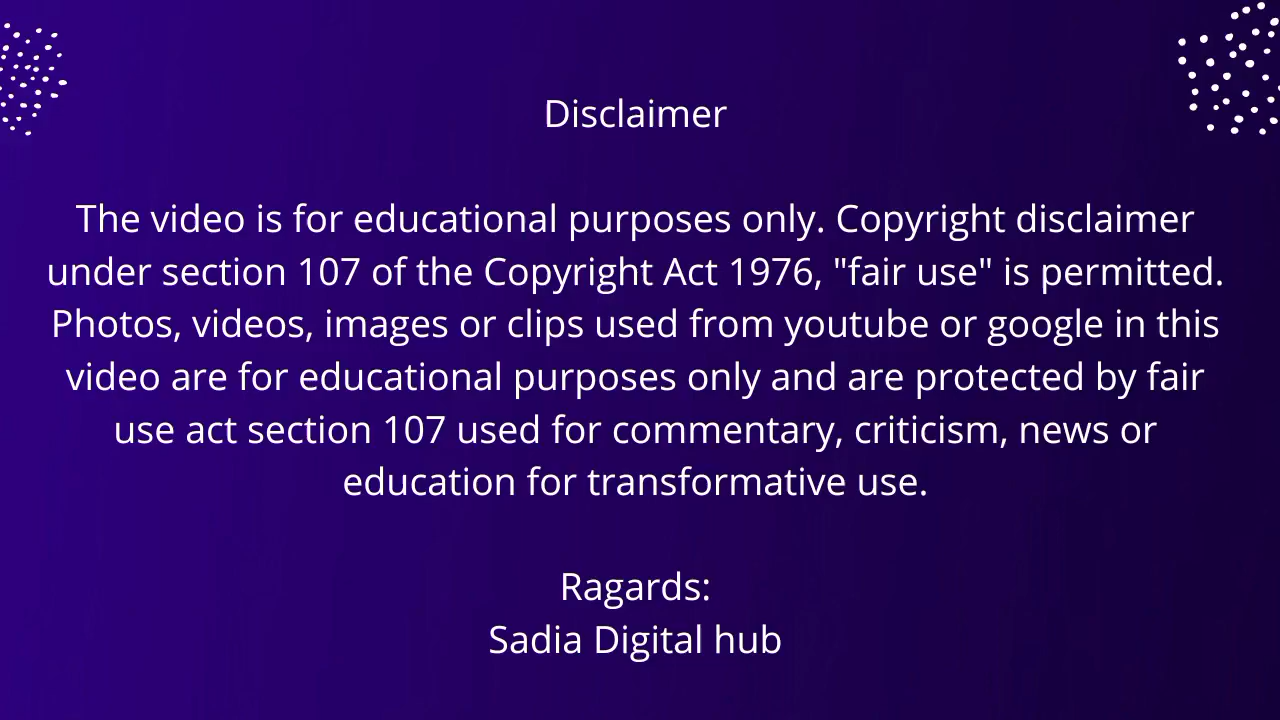 Disclaimer
The video is for educational purposes only. Copyright disclaimer
under section 107 of the Copyright Act 1976, "fair use" is permitted.
Photos, videos, images or clips used from youtube or google in this
video are for educational purposes only and are protected by fair
use act section 107 used for commentary, criticism, news or
education for transformative use.
Ragards:
Sadia Digital hub